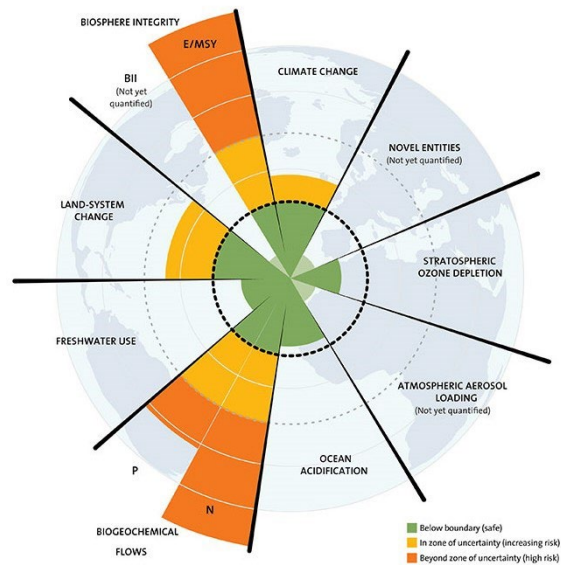 BIOSPHERE INTEGRITY
E/MSY
CLIMATE CHANGE
BII
(Not yet
quantified)
NOVEL ENTITIES
(Not yet quantified)
LAND-SYSTEM
CHANGE
STRATOSPHERIC
OZONE DEPLETION
FRESHWATER USE
ATMOSPHERIC AEROSOL
LOADING
(Not yet quantified)
OCEAN
ACIDIFICATION
P
N
BIOGEOCHEMICAL
FLOWS
Below boundary (safe)
In zone of uncertainty (increasing risk)
Beyond zone of uncertainty (high risk)